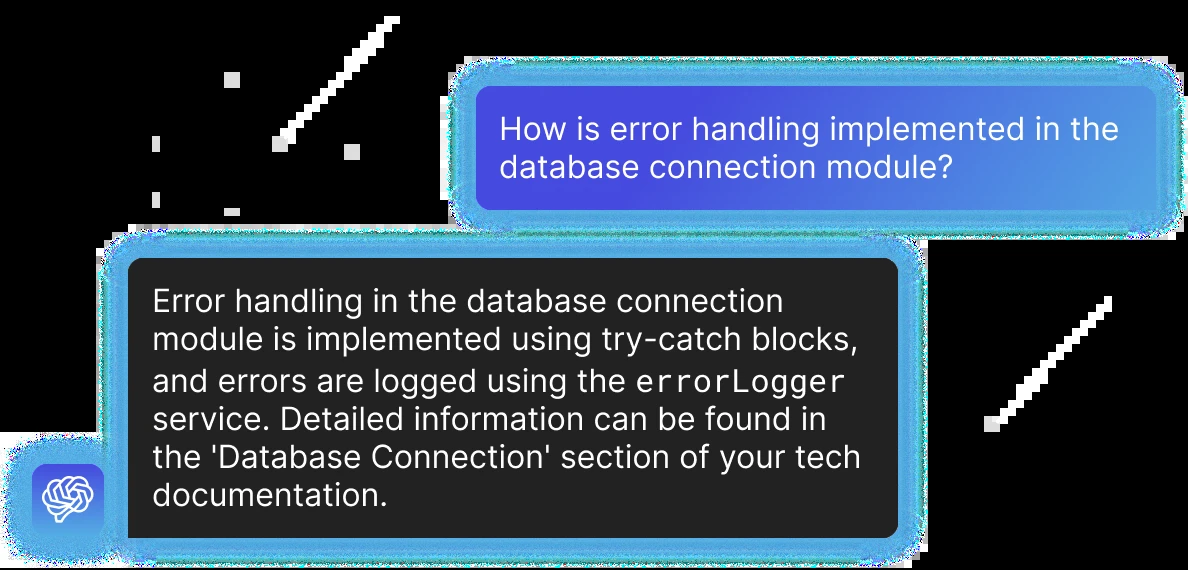 How is error handling implemented in the
database connection module?
Error handling in the database connection
module is implemented using try-catch blocks,
and errors are logged using the errorLogger
service. Detailed information can be found in
the 'Database Connection' section of your tech
documentation.